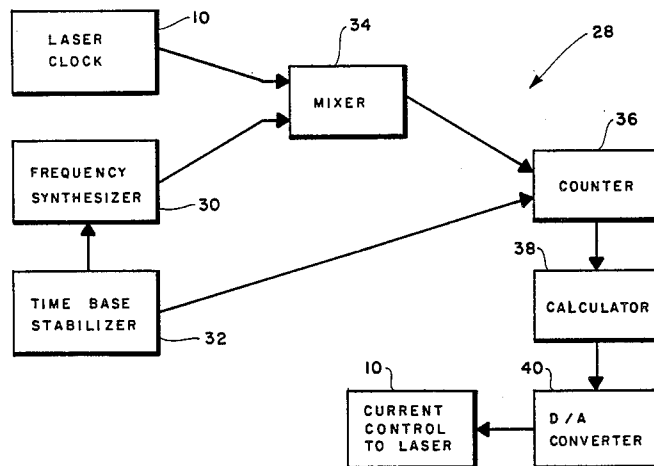 10
LASER
CLOCK
34
MIXER
28
FREQUENCY
SYNTHESIZER
30
36
COUNTER
TIME BASE
STABILIZER
32
38
CALCULATOR
10
CURRENT
CONTROL
TO LASER
40
D/A
CONVERTER